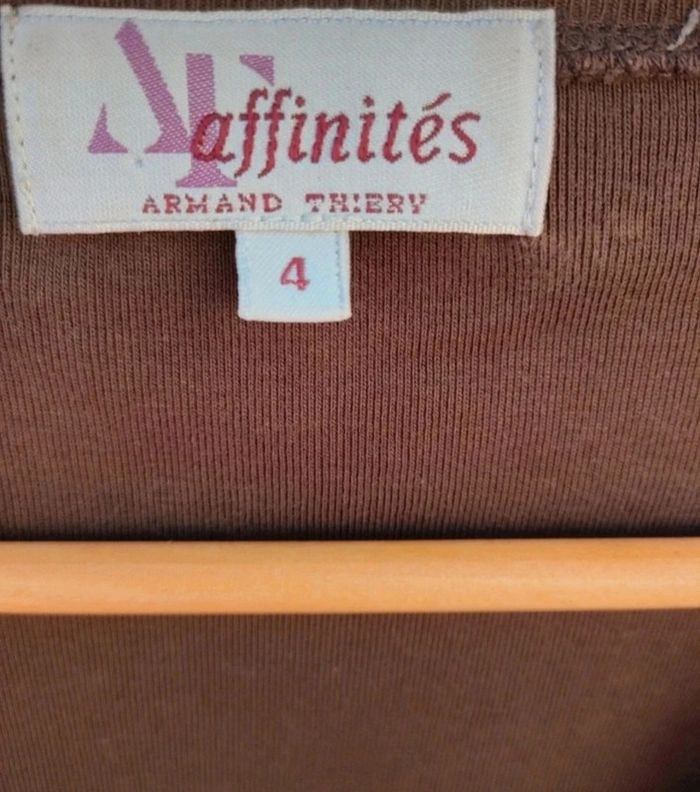 AT
affinités
ARMAND THIERY
4